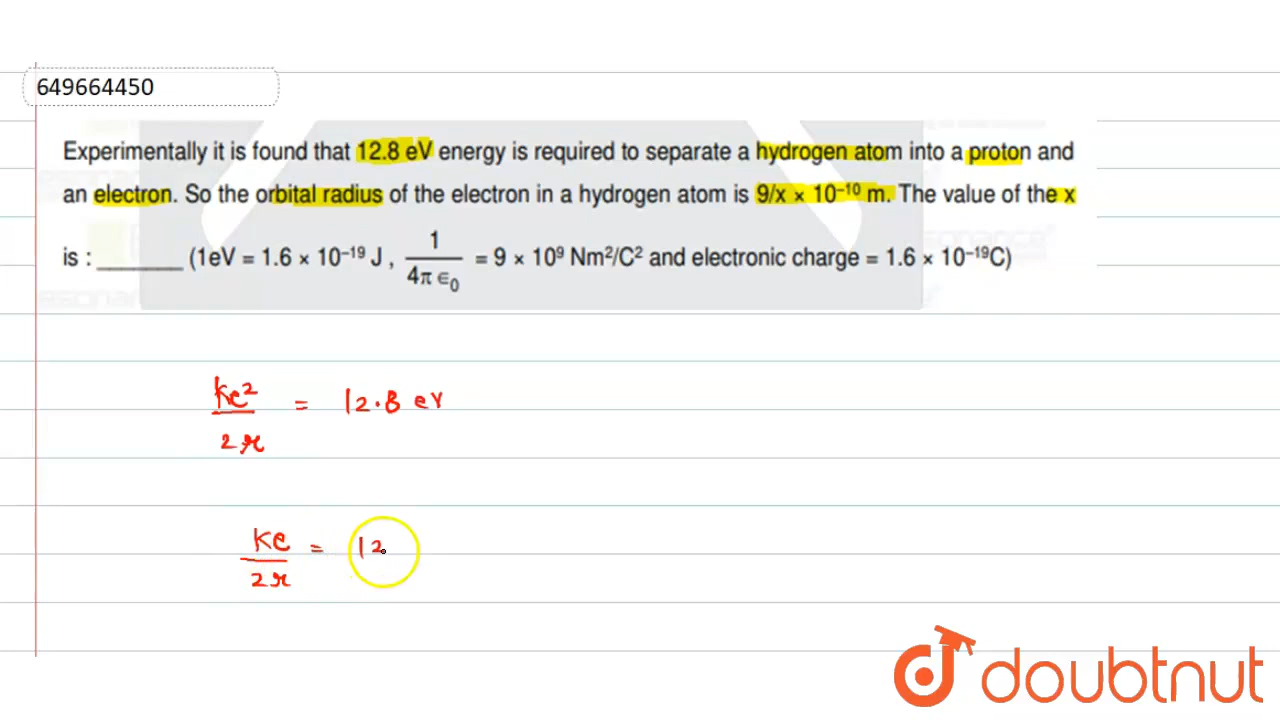 649664450
Experimentally it is found that 12.8 eV energy is required to separate a hydrogen atom into a proton and
an electron. So the orbital radius of the electron in a hydrogen atom is 9/x × 10⁻¹⁰ m. The value of the x
is : ________ (1eV = 1.6 × 10⁻¹⁹ J , 1/4π ∈₀ = 9 × 10⁹ Nm²/C² and electronic charge = 1.6 × 10⁻¹⁹C)
ke²/2r = 12.8 eV
ke/2r = 12
doubtnut